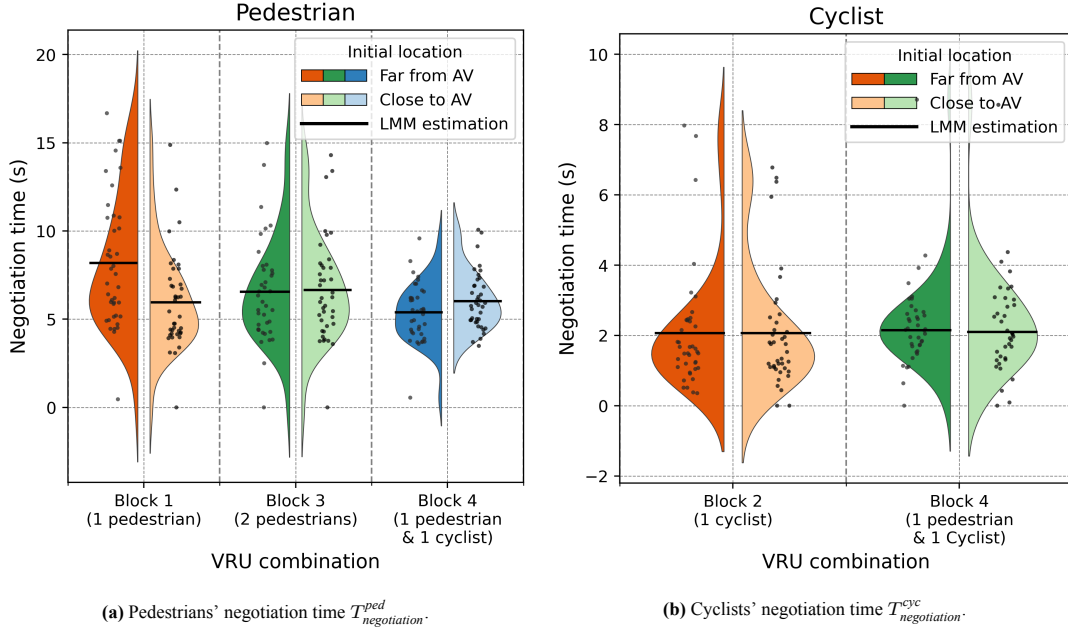 Pedestrian
Negotiation time (s)
20
15
10
5
0
Initial location
Far from AV
Close to AV
LMM estimation
Block 1
(1 pedestrian)
Block 3
(2 pedestrians)
Block 4
(1 pedestrian
& 1 cyclist)
VRU combination
(a) Pedestrians’ negotiation time $T^{ped}_{negotiation}$.
Cyclist
Negotiation time (s)
10
8
6
4
2
0
−2
Initial location
Far from AV
Close to AV
LMM estimation
Block 2
(1 cyclist)
Block 4
(1 pedestrian
& 1 Cyclist)
VRU combination
(b) Cyclists’ negotiation time $T^{cyc}_{negotiation}$.